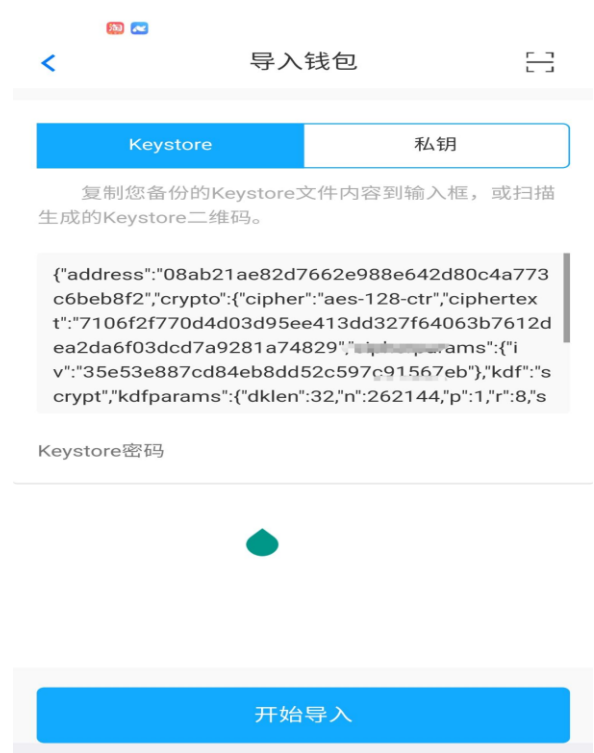 淘
导入钱包
Keystore
私钥
复制您备份的Keystore文件内容到输入框，或扫描
生成的Keystore二维码。
{"address":"08ab21ae82d7662e988e642d80c4a773
c6beb8f2","crypto":{"cipher":"aes-128-ctr","ciphertex
t":"7106f2f770d4d03d95ee413dd327f64063b7612d
ea2da6f03dcd7a9281a74829" ams":{"i
v":"35e53e887cd84eb8dd52c597c91567eb"},"kdf":"s
crypt","kdfparams":{"dklen":32,"n":262144,"p":1,"r":8,"s
Keystore密码
开始导入